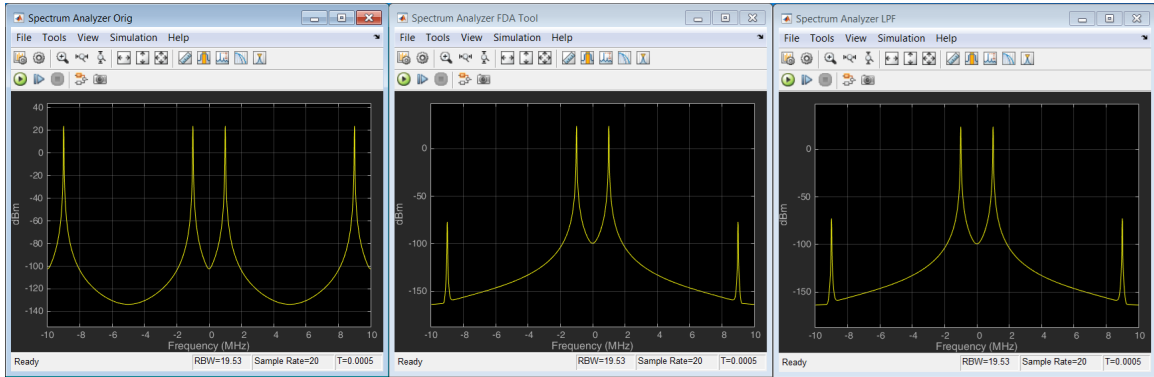 Spectrum Analyzer Orig
File Tools View Simulation Help
40
20
0
-20
-40
-60
-80
-100
-120
-140
dBm
-10 -8 -6 -4 -2 0 2 4 6 8 10
Frequency (MHz)
Ready RBW=19.53 Sample Rate=20 T=0.0005
Spectrum Analyzer FDA Tool
File Tools View Simulation Help
0
-50
-100
-150
dBm
-10 -8 -6 -4 -2 0 2 4 6 8 10
Frequency (MHz)
Ready RBW=19.53 Sample Rate=20 T=0.0005
Spectrum Analyzer LPF
File Tools View Simulation Help
0
-50
-100
-150
dBm
-10 -8 -6 -4 -2 0 2 4 6 8 10
Frequency (MHz)
Ready RBW=19.53 Sample Rate=20 T=0.0005